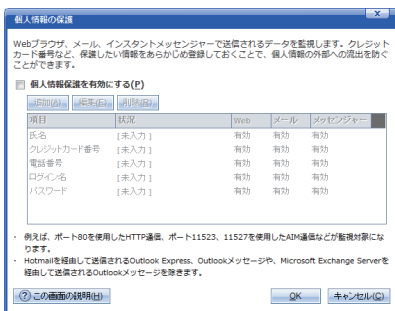 個人情報の保護
x
Webブラウザ、メール、インスタントメッセンジャーで送信されるデータを監視します。クレジット
カード番号など、保護したい情報をあらかじめ登録しておくことで、個人情報の外部への流出を防ぐ
ことができます。
個人情報保護を有効にする(P)
追加(A) 編集(E) 削除(R)
項目 状況 Web メール メッセンジャー
氏名 [未入力] 有効 有効 有効
クレジットカード番号 [未入力] 有効 有効 有効
電話番号 [未入力] 有効 有効 有効
ログイン名 [未入力] 有効 有効 有効
パスワード [未入力] 有効 有効 有効
・ 例えば、ポート80を使用したHTTP通信、ポート11523、11527を使用したAIM通信などが監視対象にな
ります。
・ Hotmailを経由して送信されるOutlook Express、Outlookメッセージや、Microsoft Exchange Serverを
経由して送信されるOutlookメッセージを除きます。
? この画面の説明(H) OK キャンセル(C)